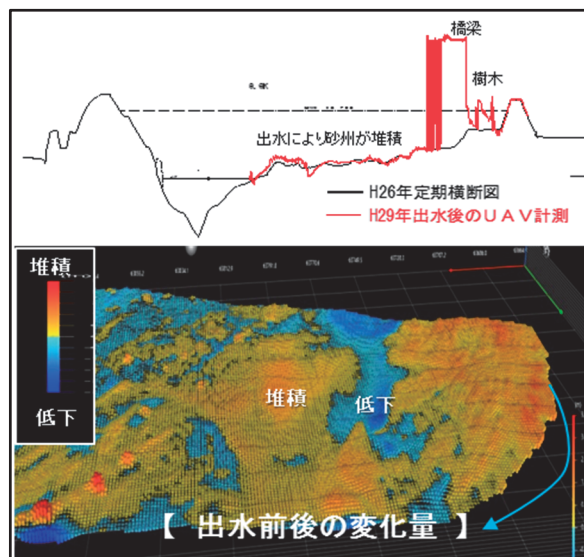 橋梁
樹木
出水により砂州が堆積
H26年定期横断図
H29年出水後のUAV計測
堆積
低下
堆積
低下
【 出水前後の変化量 】